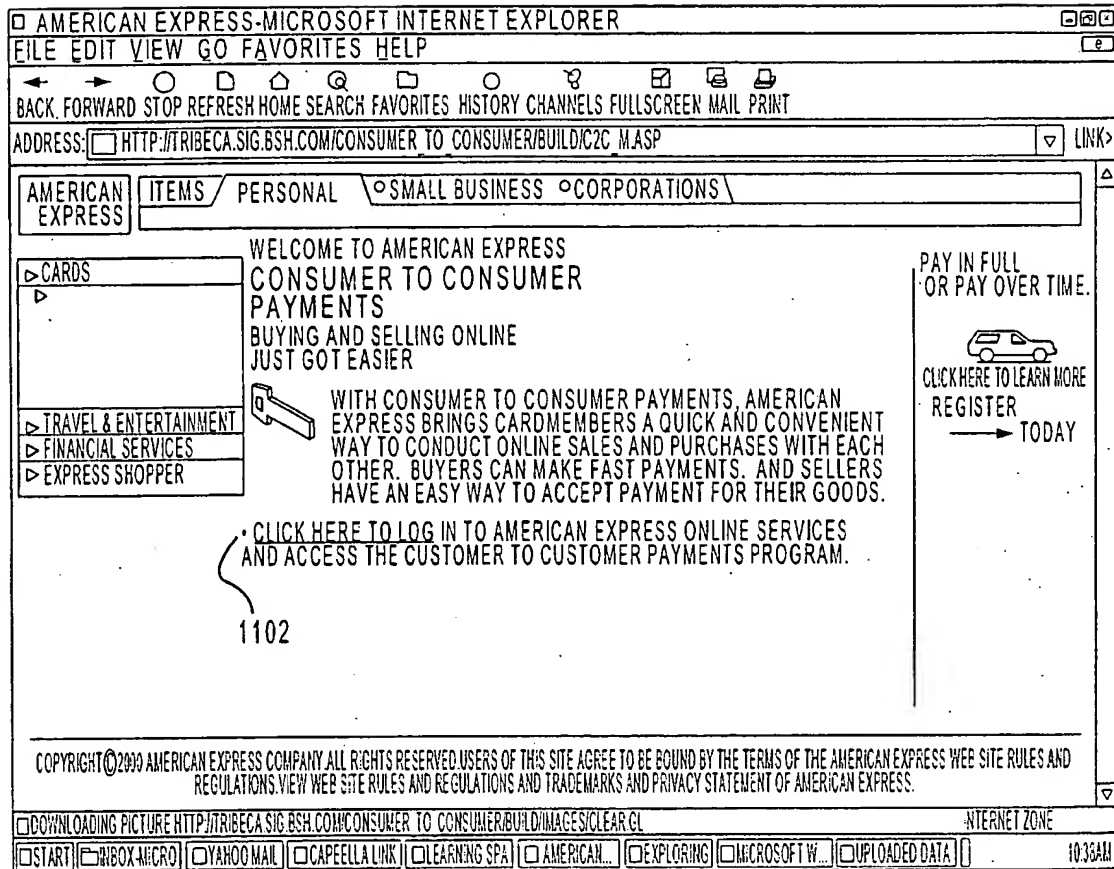 AMERICAN EXPRESS-MICROSOFT INTERNET EXPLORER
FILE EDIT VIEW GO FAVORITES HELP
e
BACK FORWARD STOP REFRESH HOME SEARCH FAVORITES HISTORY CHANNELS FULLSCREEN MAIL PRINT
ADDRESS: HTTP://TRIBECA.SIG.BSH.COM/CONSUMER_TO_CONSUMER/BUILD/C2C_M.ASP LINK>
AMERICAN EXPRESS
ITEMS PERSONAL SMALL BUSINESS CORPORATIONS
CARDS
TRAVEL & ENTERTAINMENT
FINANCIAL SERVICES
EXPRESS SHOPPER
WELCOME TO AMERICAN EXPRESS
CONSUMER TO CONSUMER
PAYMENTS
BUYING AND SELLING ONLINE
JUST GOT EASIER
WITH CONSUMER TO CONSUMER PAYMENTS, AMERICAN
EXPRESS BRINGS CARDMEMBERS A QUICK AND CONVENIENT
WAY TO CONDUCT ONLINE SALES AND PURCHASES WITH EACH
OTHER. BUYERS CAN MAKE FAST PAYMENTS. AND SELLERS
HAVE AN EASY WAY TO ACCEPT PAYMENT FOR THEIR GOODS.
• CLICK HERE TO LOG IN TO AMERICAN EXPRESS ONLINE SERVICES
AND ACCESS THE CUSTOMER TO CUSTOMER PAYMENTS PROGRAM.
1102
PAY IN FULL
OR PAY OVER TIME.
CLICK HERE TO LEARN MORE
REGISTER
TODAY
COPYRIGHT©2000 AMERICAN EXPRESS COMPANY.ALL RIGHTS RESERVED.USERS OF THIS SITE AGREE TO BE BOUND BY THE TERMS OF THE AMERICAN EXPRESS WEB SITE RULES AND
REGULATIONS.VIEW WEB SITE RULES AND REGULATIONS AND TRADEMARKS AND PRIVACY STATEMENT OF AMERICAN EXPRESS.
DOWNLOADING PICTURE HTTP://TRIBECA.SIG.BSH.COM/CONSUMER_TO_CONSUMER/BUILD/IMAGES/CLEAR.GL NTERNET ZONE
START INBOX-MICRO YAHOO MAIL CAPEELLA LINK LEARNING SPA AMERICAN... EXPLORING MICROSOFT W... UPLOADED DATA 10:38AM